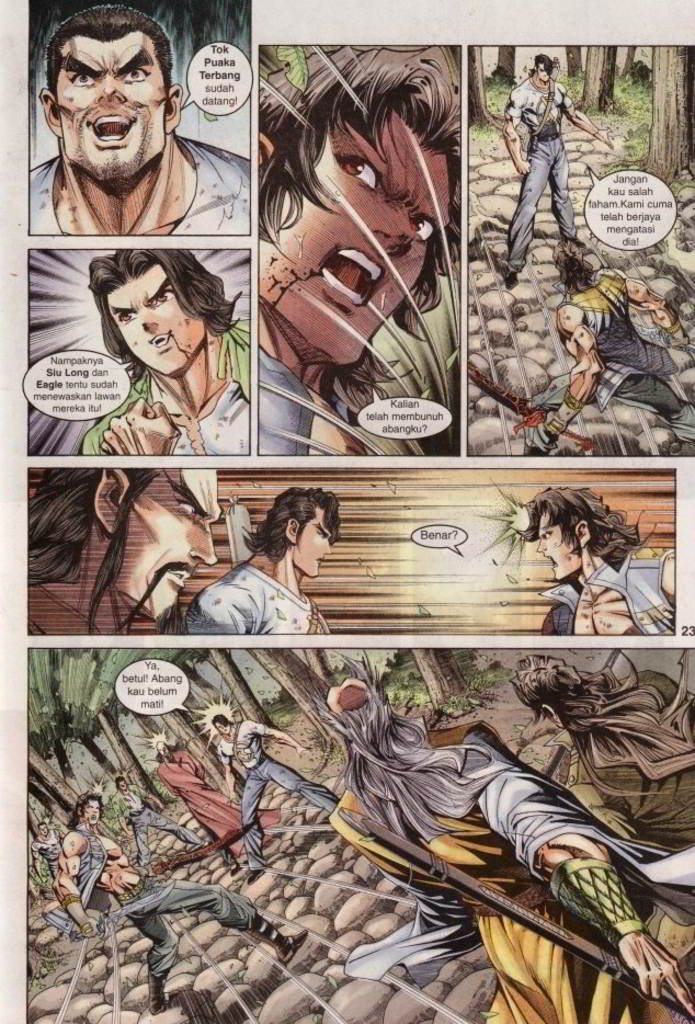 Tok
Puaka
Terbang
sudah
datang!
Nampaknya
Siu Long dan
Eagle tentu sudah
menewaskan lawan
mereka itu!
Kalian
telah membunuh
abangku?
Jangan
kau salah
faham.Kami cuma
telah berjaya
mengatasi
dia!
Benar?
23
Ya,
betul! Abang
kau belum
mati!